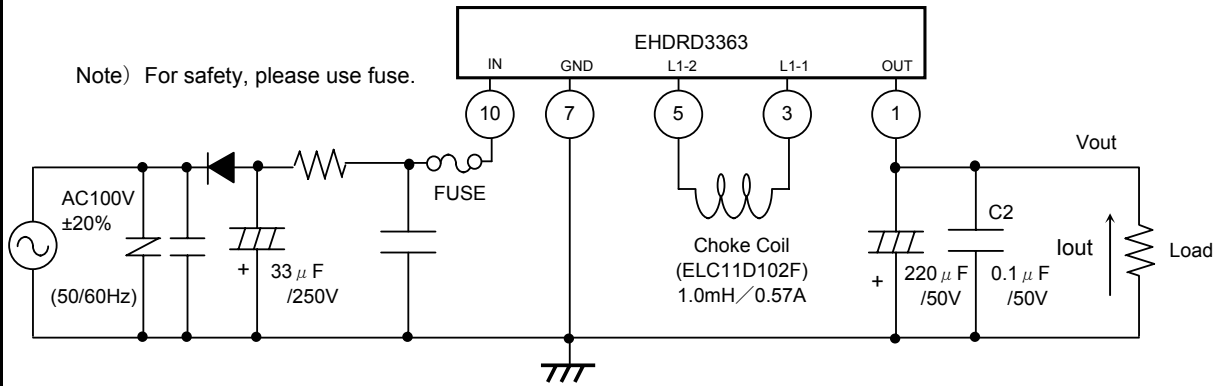 EHDRD3363
Note) For safety, please use fuse.
IN
GND
L1-2
L1-1
OUT
10
7
5
3
1
Vout
FUSE
AC100V
±20%
(50/60Hz)
+
33μF
/250V
Choke Coil
(ELC11D102F)
1.0mH/0.57A
+
220μF
/50V
C2
0.1μF
/50V
Iout
Load